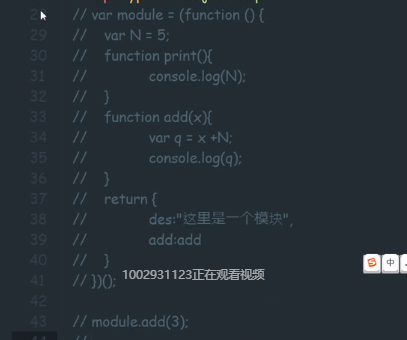 28 // var module = (function () {
29 // var N = 5;
30 // function print(){
31 // console.log(N);
32 // }
33 // function add(x){
34 // var q = x +N;
35 // console.log(q);
36 // }
37 // return {
38 // des:"这里是一个模块",
39 // add:add
40 // }
41 // })();
1002931123正在观看视频
中
42
43 // module.add(3);
44 //